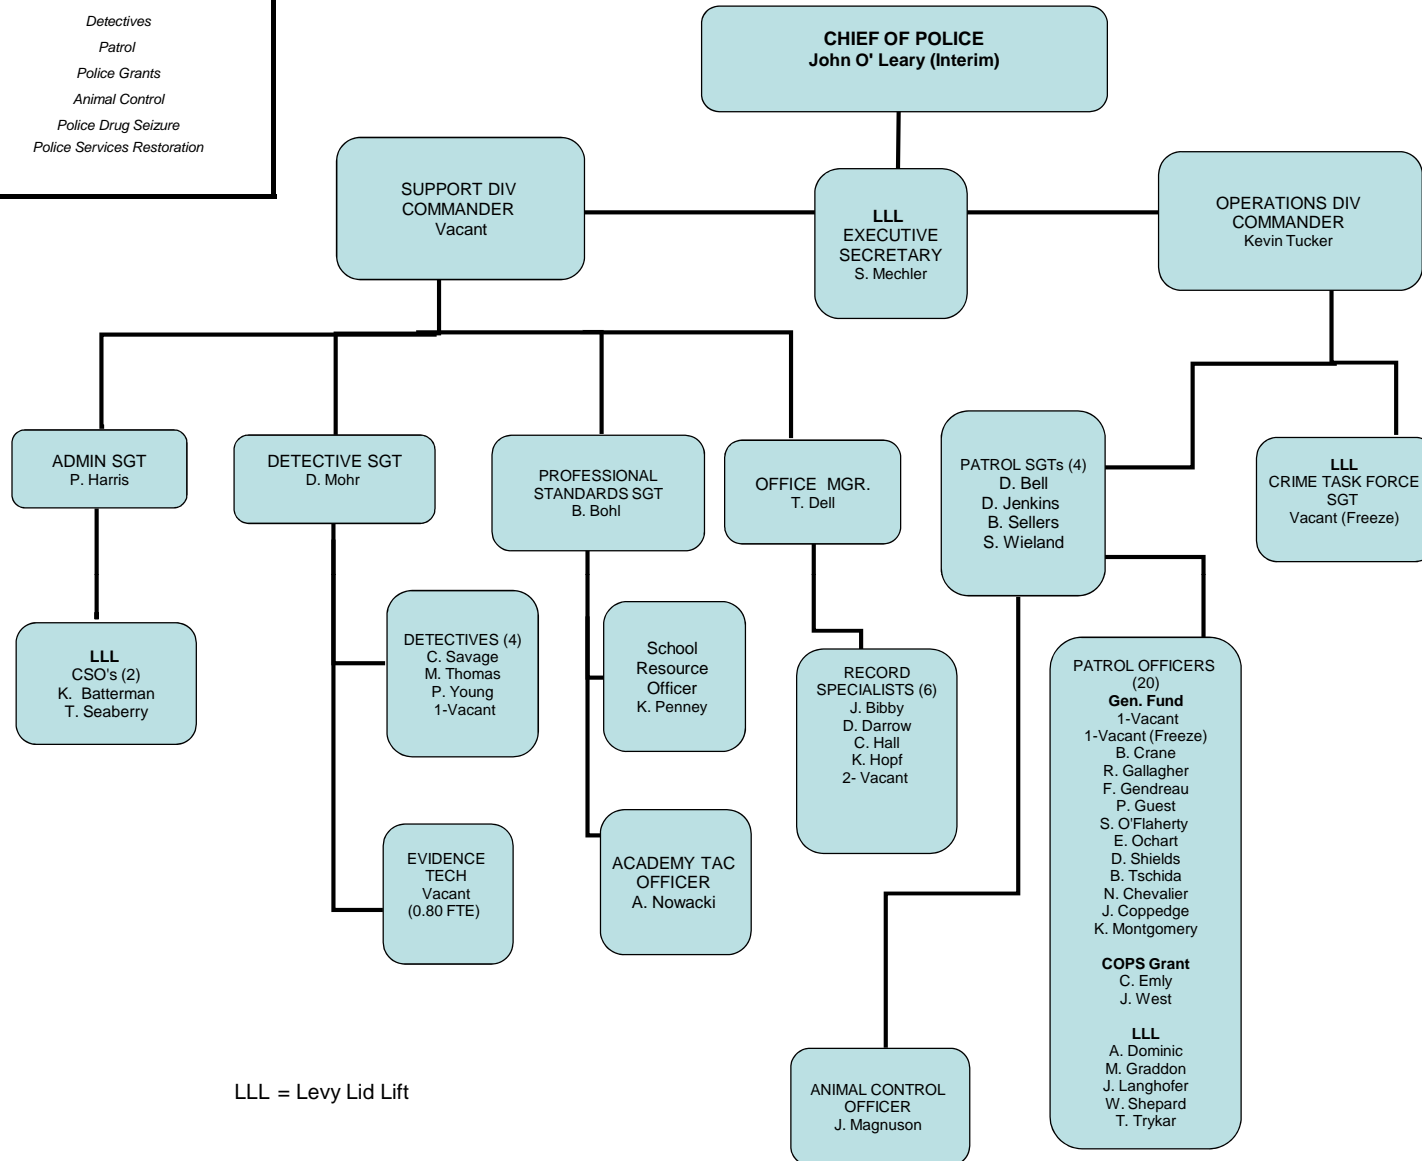 Detectives
Patrol
Police Grants
Animal Control
Police Drug Seizure
Police Services Restoration
CHIEF OF POLICE
John O' Leary (Interim)
SUPPORT DIV
COMMANDER
Vacant
LLL
EXECUTIVE
SECRETARY
S. Mechler
OPERATIONS DIV
COMMANDER
Kevin Tucker
ADMIN SGT
P. Harris
DETECTIVE SGT
D. Mohr
PROFESSIONAL
STANDARDS SGT
B. Bohl
OFFICE MGR.
T. Dell
PATROL SGTs (4)
D. Bell
D. Jenkins
B. Sellers
S. Wieland
LLL
CRIME TASK FORCE
SGT
Vacant (Freeze)
LLL
CSO's (2)
K. Batterman
T. Seaberry
DETECTIVES (4)
C. Savage
M. Thomas
P. Young
1-Vacant
School
Resource
Officer
K. Penney
RECORD
SPECIALISTS (6)
J. Bibby
D. Darrow
C. Hall
K. Hopf
2- Vacant
PATROL OFFICERS
(20)
Gen. Fund
1-Vacant
1-Vacant (Freeze)
B. Crane
R. Gallagher
F. Gendreau
P. Guest
S. O'Flaherty
E. Ochart
D. Shields
B. Tschida
N. Chevalier
J. Coppedge
K. Montgomery
COPS Grant
C. Emly
J. West
LLL
A. Dominic
M. Graddon
J. Langhofer
W. Shepard
T. Trykar
EVIDENCE
TECH
Vacant
(0.80 FTE)
ACADEMY TAC
OFFICER
A. Nowacki
ANIMAL CONTROL
OFFICER
J. Magnuson
LLL = Levy Lid Lift